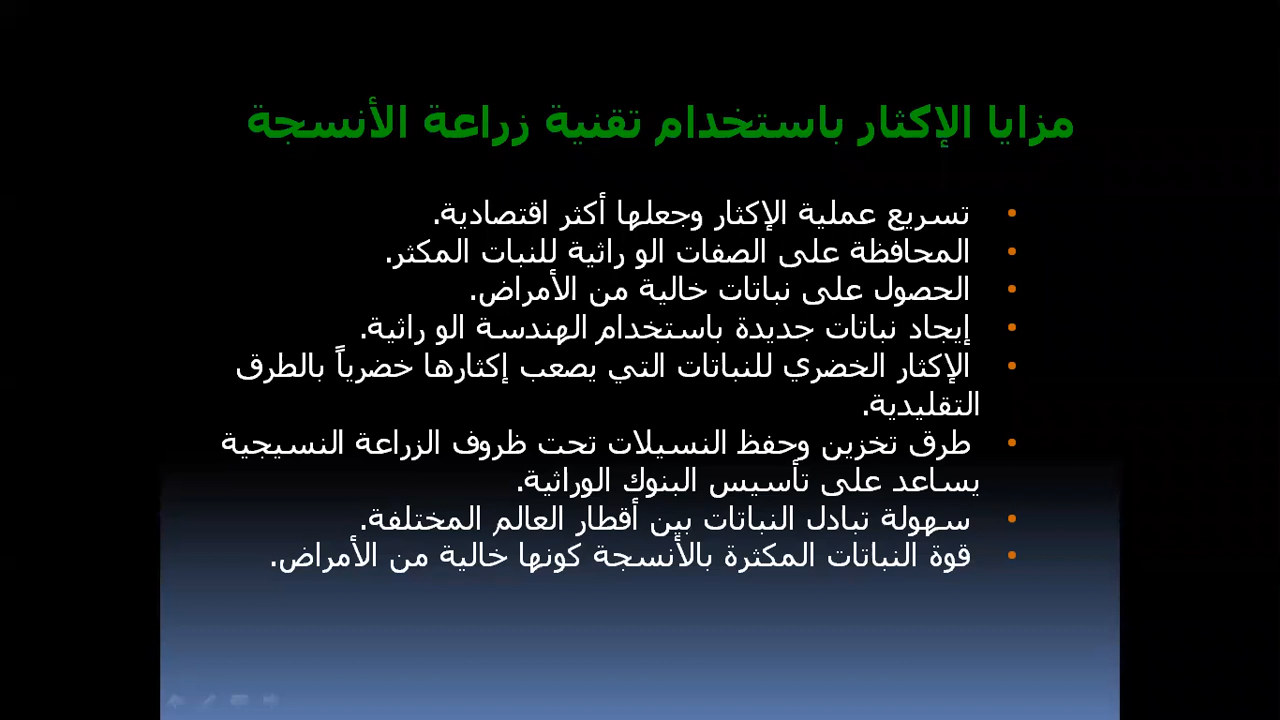 مزايا الإكثار باستخدام تقنية زراعة الأنسجة
• تسريع عملية الإكثار وجعلها أكثر اقتصادية.
• المحافظة على الصفات الو راثية للنبات المكثر.
• الحصول على نباتات خالية من الأمراض.
• إيجاد نباتات جديدة باستخدام الهندسة الو راثية.
• الإكثار الخضري للنباتات التي يصعب إكثارها خضرياً بالطرق
التقليدية.
• طرق تخزين وحفظ النسيلات تحت ظروف الزراعة النسيجية
يساعد على تأسيس البنوك الوراثية.
• سهولة تبادل النباتات بين أقطار العالم المختلفة.
• قوة النباتات المكثرة بالأنسجة كونها خالية من الأمراض.